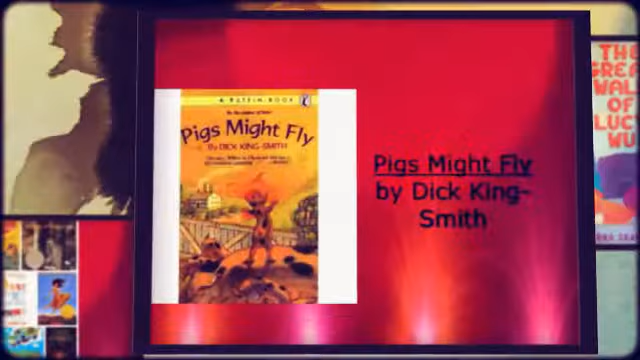 A PUFFIN BOOK
Pigs Might Fly
By DICK KING-SMITH
Pigs Might Fly
by Dick King-
Smith
THE
GREA
WALL
OF
LUCY
WU